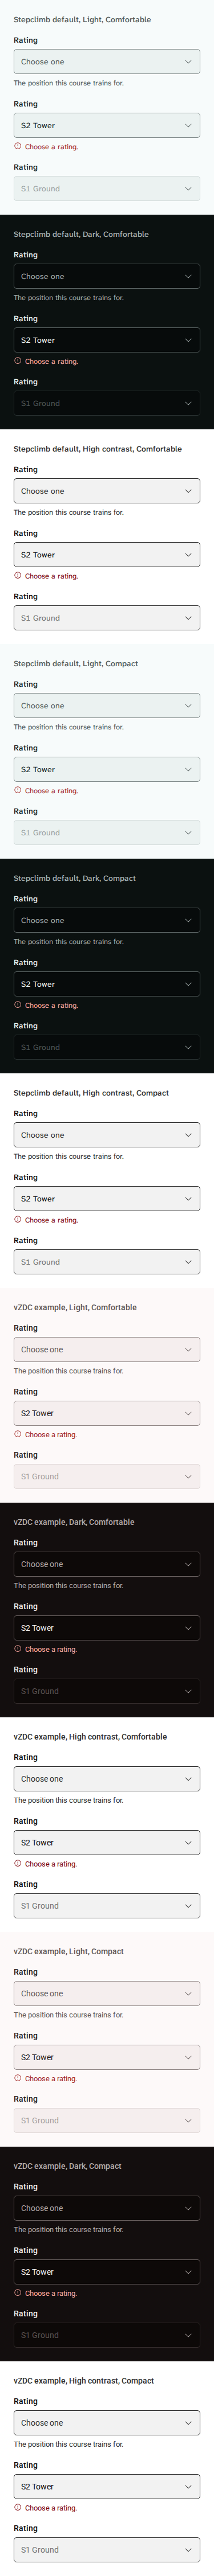 Stepclimb default, Light, Comfortable
Rating
Choose one
The position this course trains for.
Rating
S2 Tower
Choose a rating.
Rating
S1 Ground
Stepclimb default, Dark, Comfortable
Rating
Choose one
The position this course trains for.
Rating
S2 Tower
Choose a rating.
Rating
S1 Ground
Stepclimb default, High contrast, Comfortable
Rating
Choose one
The position this course trains for.
Rating
S2 Tower
Choose a rating.
Rating
S1 Ground
Stepclimb default, Light, Compact
Rating
Choose one
The position this course trains for.
Rating
S2 Tower
Choose a rating.
Rating
S1 Ground
Stepclimb default, Dark, Compact
Rating
Choose one
The position this course trains for.
Rating
S2 Tower
Choose a rating.
Rating
S1 Ground
Stepclimb default, High contrast, Compact
Rating
Choose one
The position this course trains for.
Rating
S2 Tower
Choose a rating.
Rating
S1 Ground
vZDC example, Light, Comfortable
Rating
Choose one
The position this course trains for.
Rating
S2 Tower
Choose a rating.
Rating
S1 Ground
vZDC example, Dark, Comfortable
Rating
Choose one
The position this course trains for.
Rating
S2 Tower
Choose a rating.
Rating
S1 Ground
vZDC example, High contrast, Comfortable
Rating
Choose one
The position this course trains for.
Rating
S2 Tower
Choose a rating.
Rating
S1 Ground
vZDC example, Light, Compact
Rating
Choose one
The position this course trains for.
Rating
S2 Tower
Choose a rating.
Rating
S1 Ground
vZDC example, Dark, Compact
Rating
Choose one
The position this course trains for.
Rating
S2 Tower
Choose a rating.
Rating
S1 Ground
vZDC example, High contrast, Compact
Rating
Choose one
The position this course trains for.
Rating
S2 Tower
Choose a rating.
Rating
S1 Ground